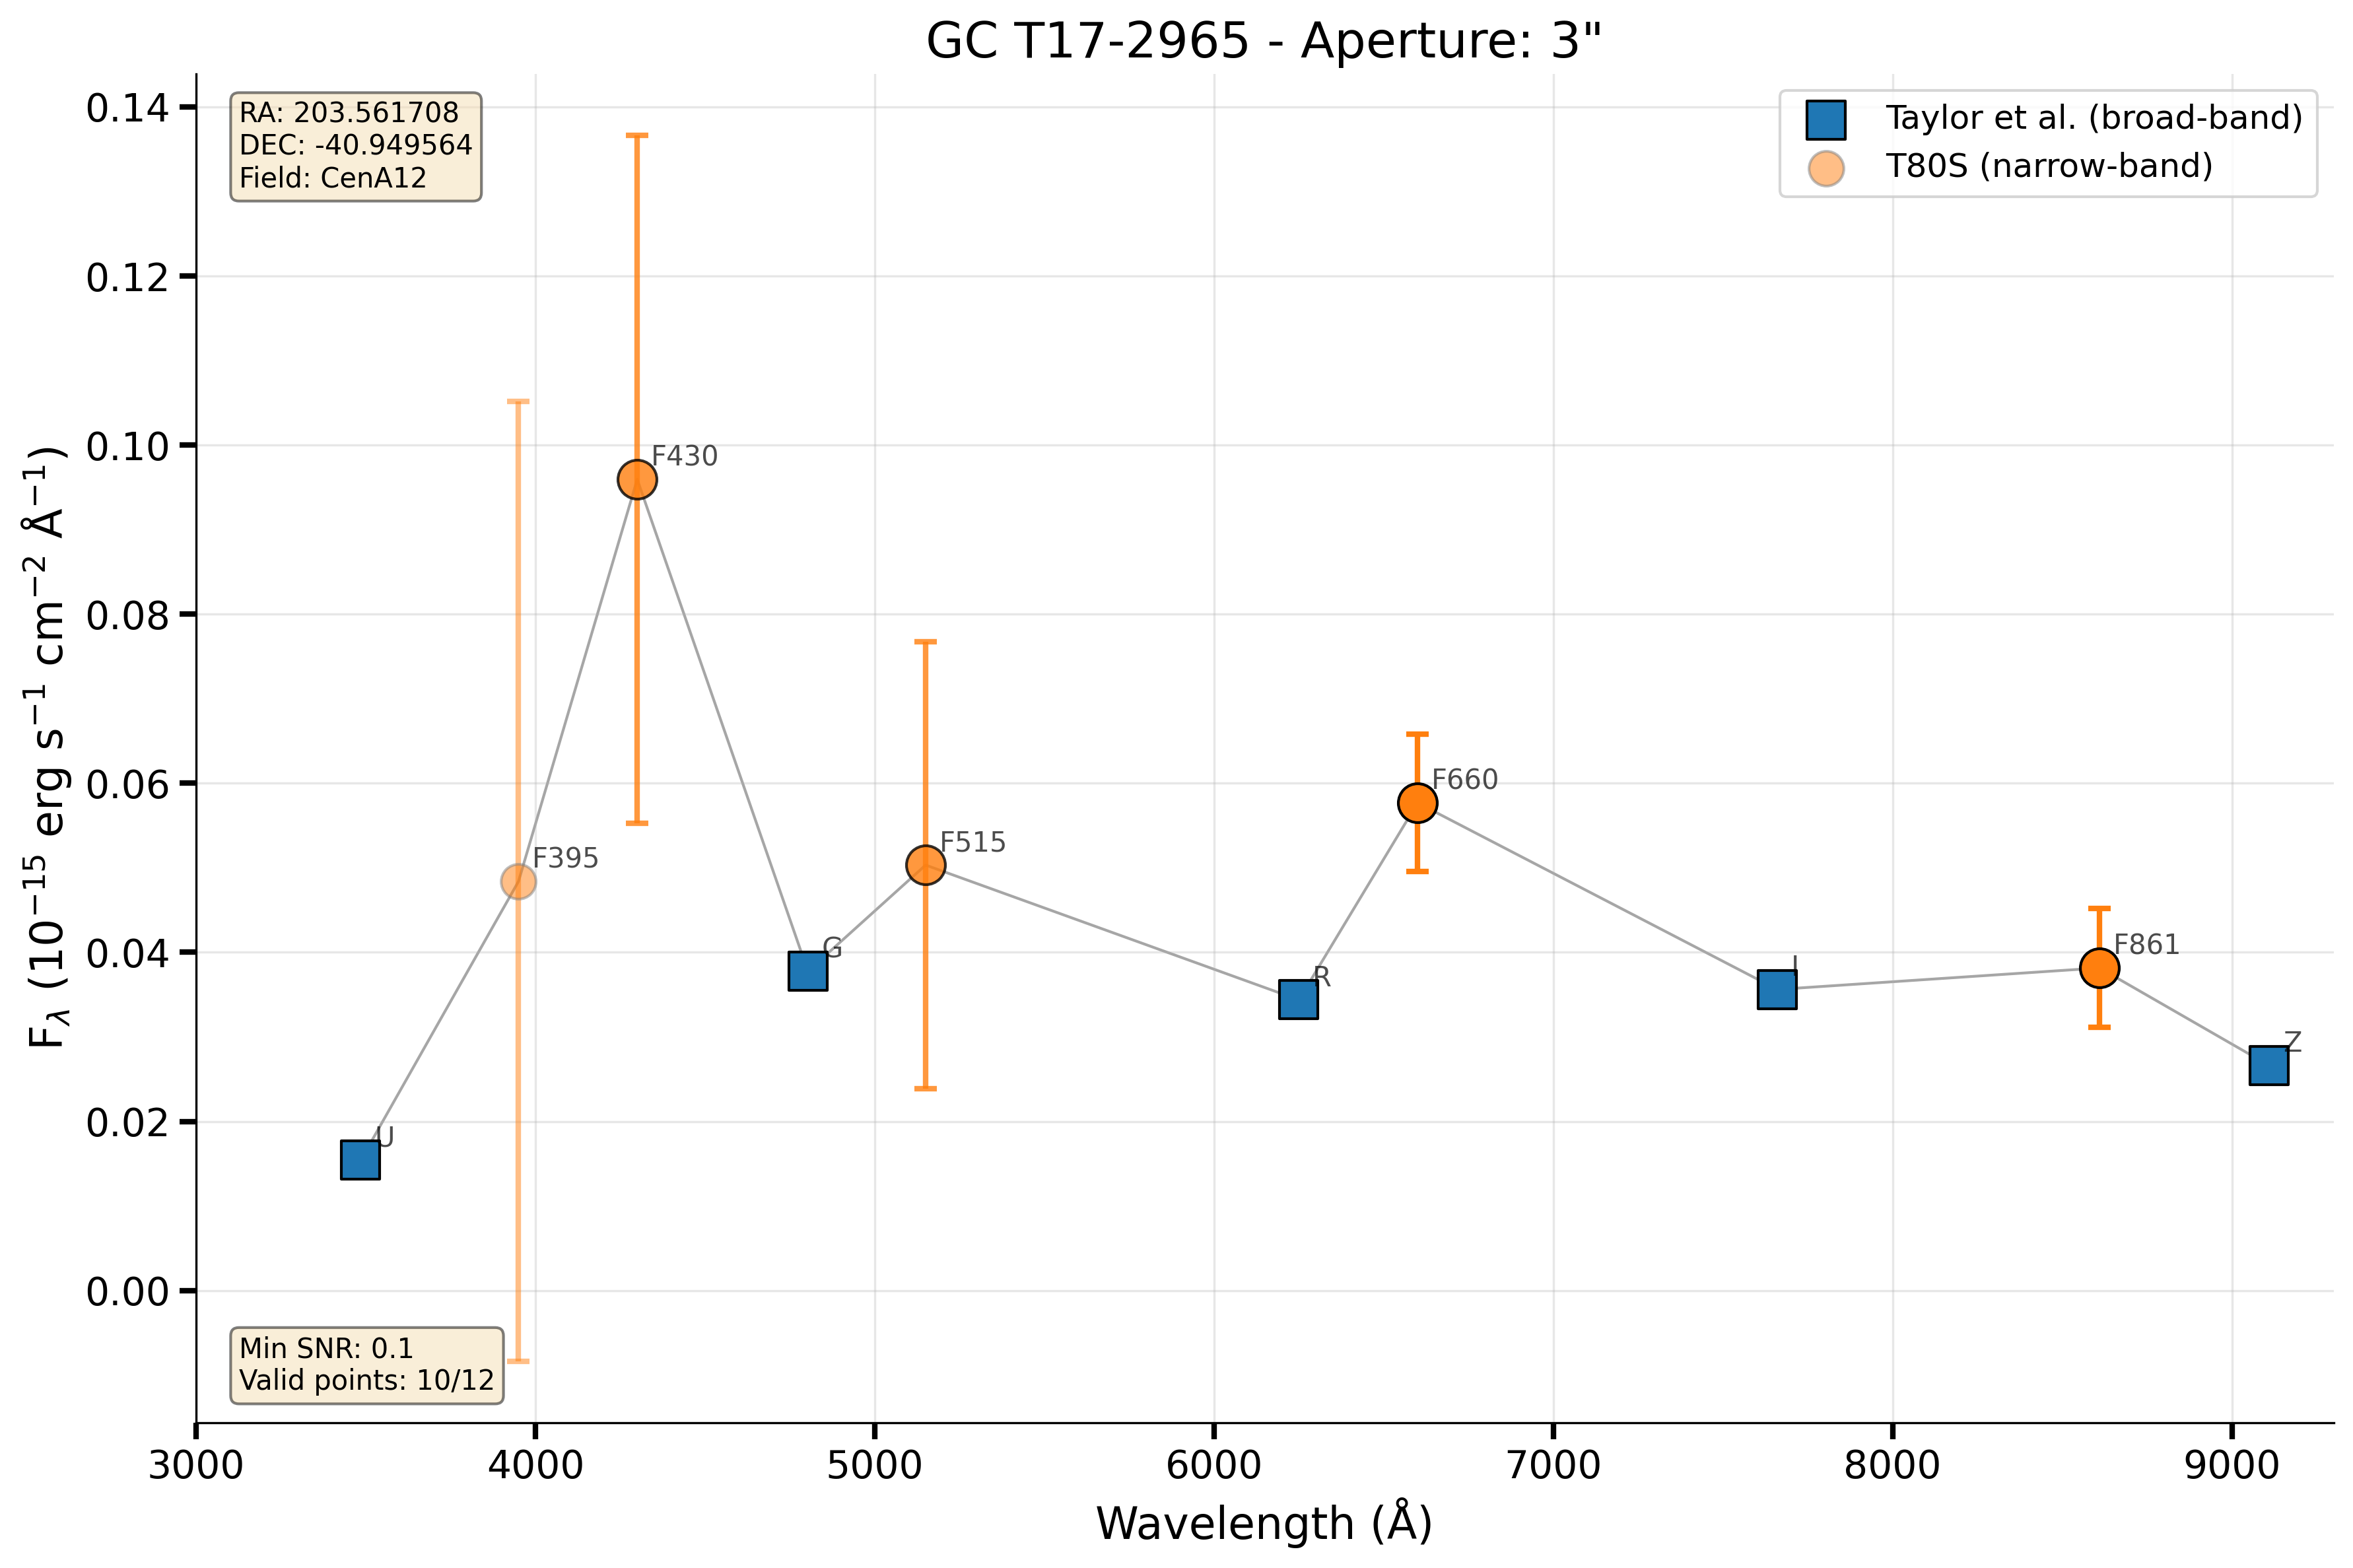 GC T17-2965 - Aperture: 3"
RA: 203.561708
DEC: -40.949564
Field: CenA12
Taylor et al. (broad-band)
T80S (narrow-band)
0.14
0.12
0.10
0.08
0.06
0.04
0.02
0.00
F_λ (10⁻¹⁵ erg s⁻¹ cm⁻² Å⁻¹)
U
F395
F430
G
F515
R
F660
I
F861
Z
Min SNR: 0.1
Valid points: 10/12
3000 4000 5000 6000 7000 8000 9000
Wavelength (Å)